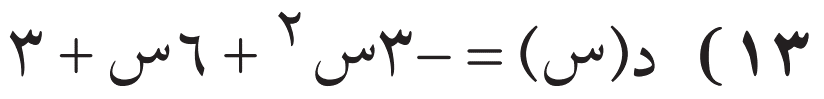 ١٣) د(س) = –٣س٢ + ٦س + ٣